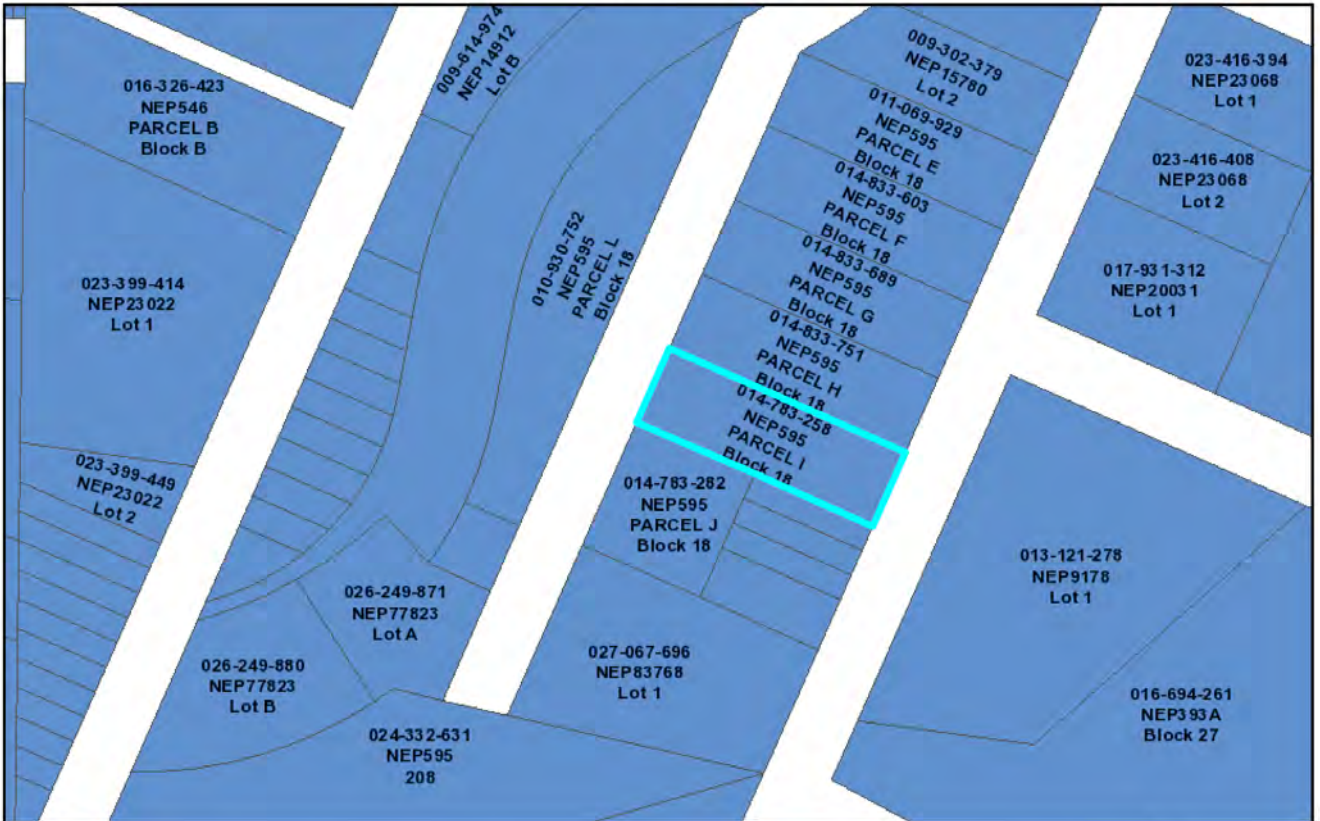 016-326-423
NEP546
PARCEL B
Block B
009-614-974
NEP14912
Lot B
009-302-379
NEP15780
Lot 2
023-416-394
NEP23068
Lot 1
011-069-929
NEP595
PARCEL E
Block 18
023-416-408
NEP23068
Lot 2
014-833-603
NEP595
PARCEL F
Block 18
010-930-752
NEP595
PARCEL L
Block 18
014-833-689
NEP595
PARCEL G
Block 18
017-931-312
NEP20031
Lot 1
023-399-414
NEP23022
Lot 1
014-833-751
NEP595
PARCEL H
Block 18
014-783-258
NEP595
PARCEL I
Block 18
023-399-449
NEP23022
Lot 2
014-783-282
NEP595
PARCEL J
Block 18
013-121-278
NEP9178
Lot 1
026-249-871
NEP77823
Lot A
026-249-880
NEP77823
Lot B
027-067-696
NEP83768
Lot 1
016-694-261
NEP393A
Block 27
024-332-631
NEP595
208